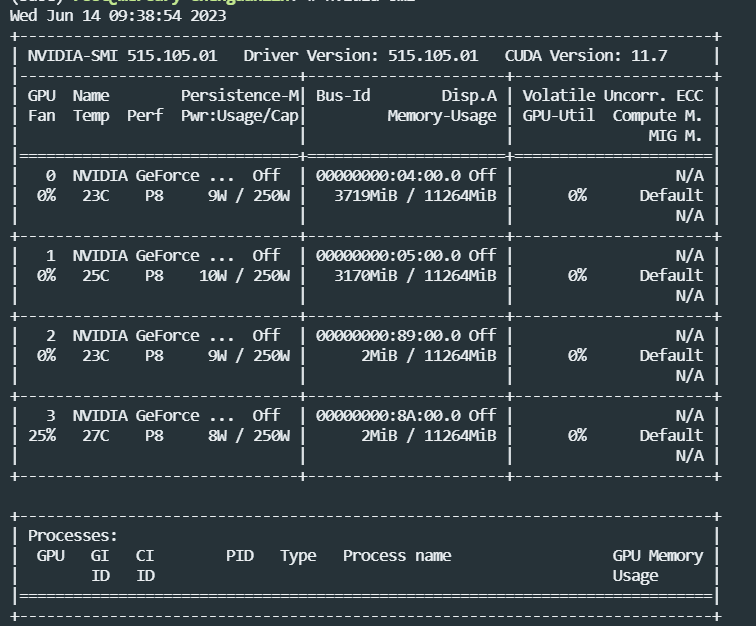 Wed Jun 14 09:38:54 2023
+-----------------------------------------------------------------------------+
| NVIDIA-SMI 515.105.01   Driver Version: 515.105.01   CUDA Version: 11.7     |
|-------------------------------+----------------------+----------------------+
| GPU  Name        Persistence-M| Bus-Id        Disp.A | Volatile Uncorr. ECC |
| Fan  Temp  Perf  Pwr:Usage/Cap|         Memory-Usage | GPU-Util  Compute M. |
|                               |                      |               MIG M. |
|===============================+======================+======================|
|   0  NVIDIA GeForce ...  Off  | 00000000:04:00.0 Off |                  N/A |
|  0%   23C    P8     9W / 250W |   3719MiB / 11264MiB |      0%      Default |
|                               |                      |                  N/A |
+-------------------------------+----------------------+----------------------+
|   1  NVIDIA GeForce ...  Off  | 00000000:05:00.0 Off |                  N/A |
|  0%   25C    P8    10W / 250W |   3170MiB / 11264MiB |      0%      Default |
|                               |                      |                  N/A |
+-------------------------------+----------------------+----------------------+
|   2  NVIDIA GeForce ...  Off  | 00000000:89:00.0 Off |                  N/A |
|  0%   23C    P8     9W / 250W |      2MiB / 11264MiB |      0%      Default |
|                               |                      |                  N/A |
+-------------------------------+----------------------+----------------------+
|   3  NVIDIA GeForce ...  Off  | 00000000:8A:00.0 Off |                  N/A |
| 25%   27C    P8     8W / 250W |      2MiB / 11264MiB |      0%      Default |
|                               |                      |                  N/A |
+-------------------------------+----------------------+----------------------+

+-----------------------------------------------------------------------------+
| Processes:                                                                  |
|  GPU   GI   CI        PID   Type   Process name                  GPU Memory |
|        ID   ID                                                   Usage      |
|=============================================================================|
+-----------------------------------------------------------------------------+